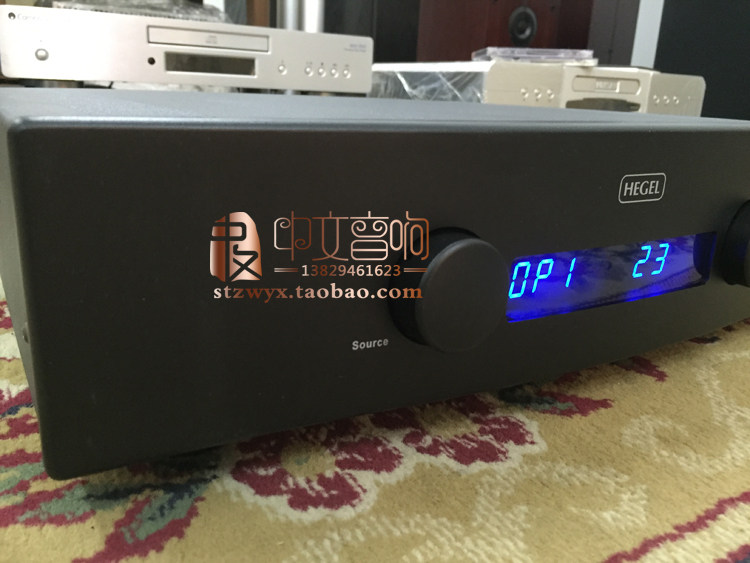 HEGEL
中文音响
13829461623
stzwyx.taobao.com
OP1 23
Source